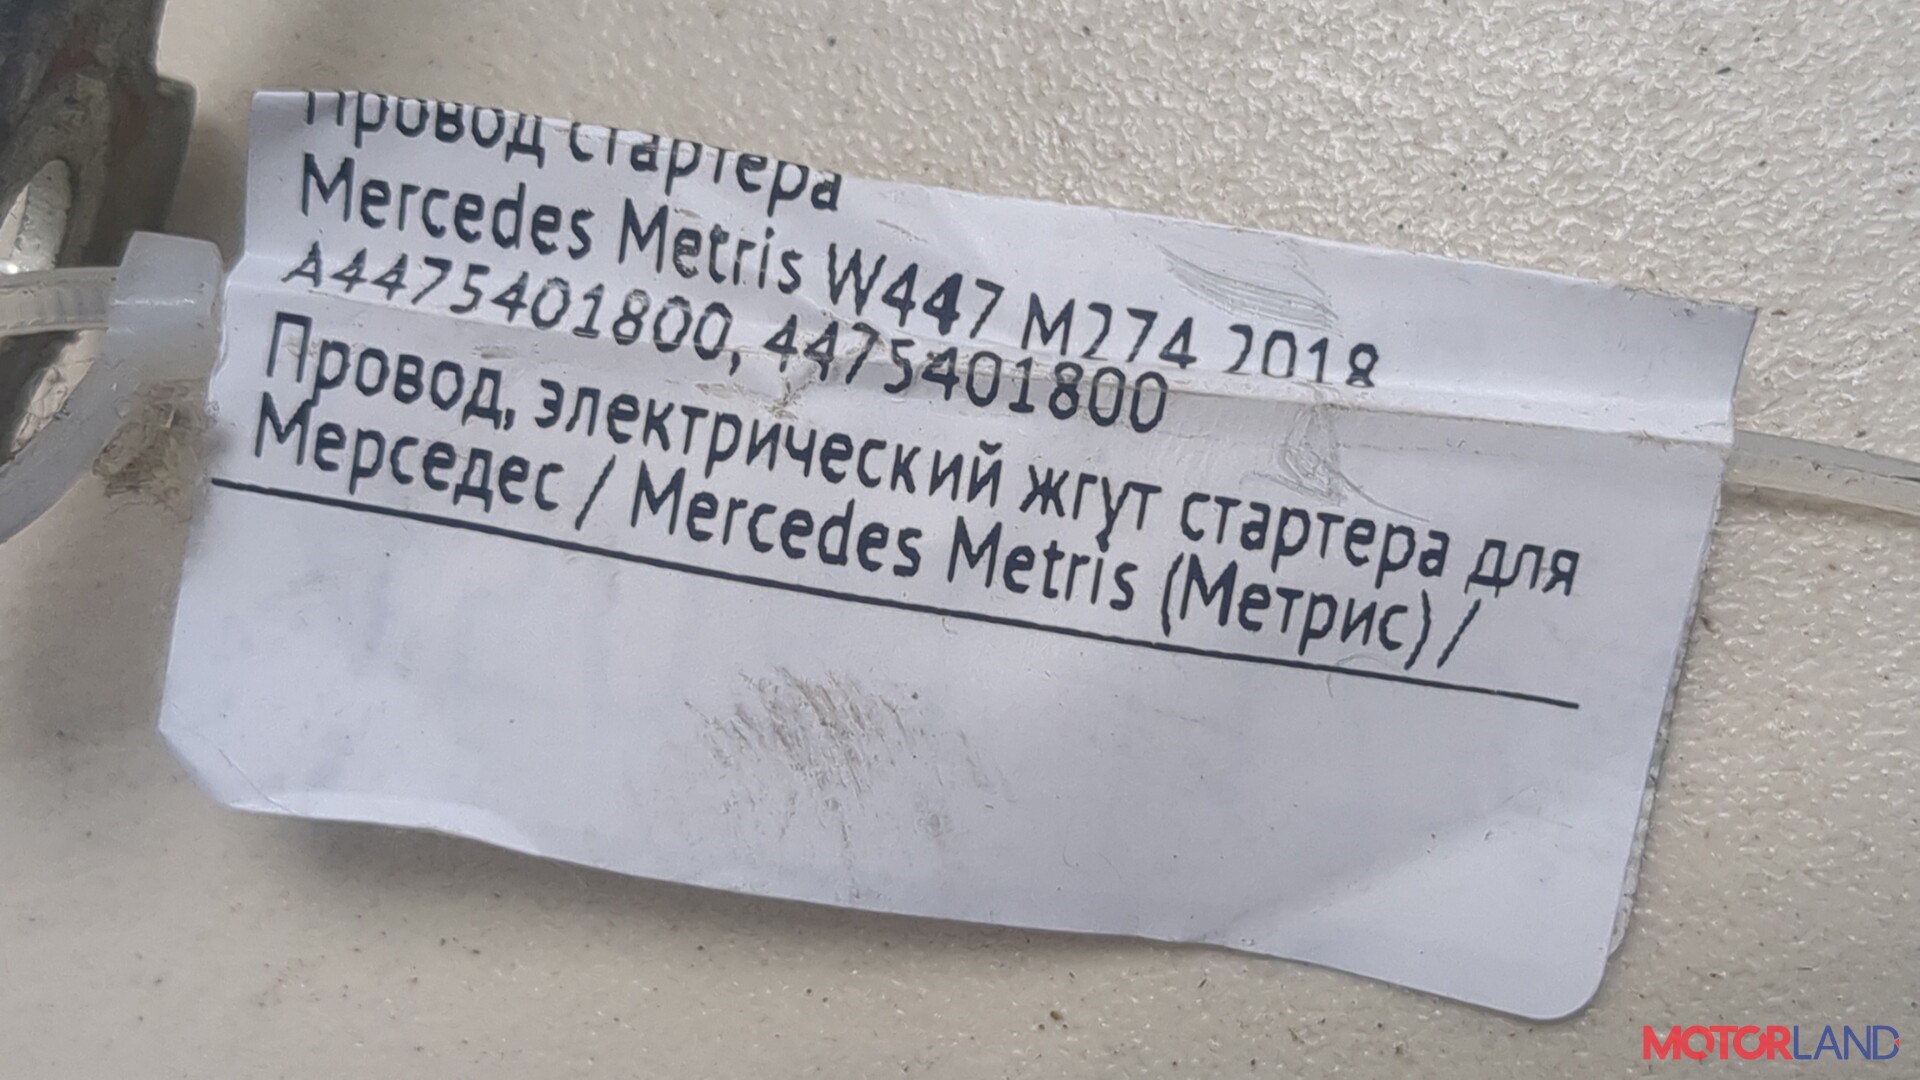 Провод стартера
Mercedes Metris W447 M274 2018
A4475401800, 4475401800
Провод, электрический жгут стартера для
Мерседес / Mercedes Metris (Метрис) /
MOTORLAND